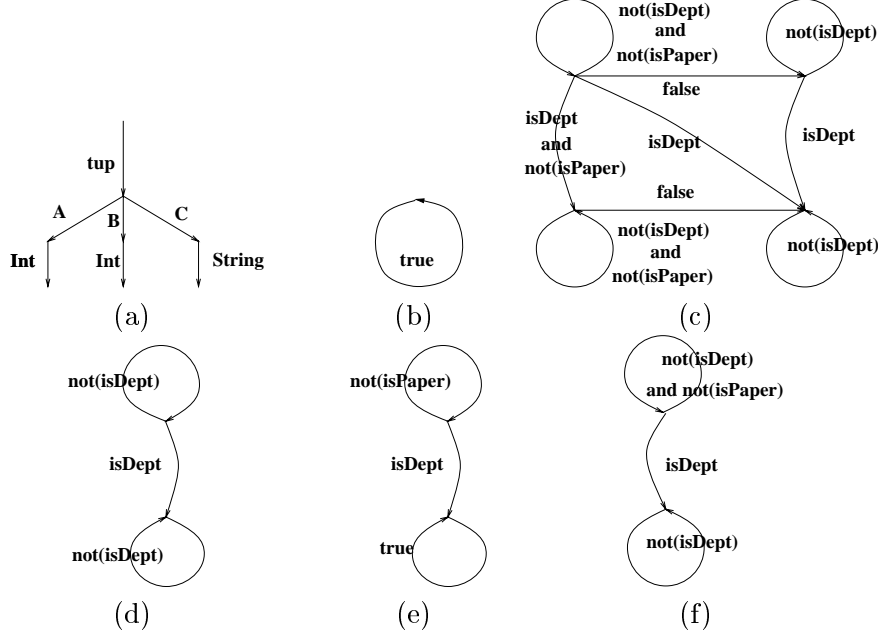 tup
A
B
C
Int
Int
String
(a)
true
(b)
not(isDept)
and
not(isPaper)
not(isDept)
false
isDept
and
not(isPaper)
isDept
isDept
false
not(isDept)
and
not(isPaper)
not(isDept)
(c)
not(isDept)
isDept
not(isDept)
(d)
not(isPaper)
isDept
true
(e)
not(isDept)
and not(isPaper)
isDept
not(isDept)
(f)